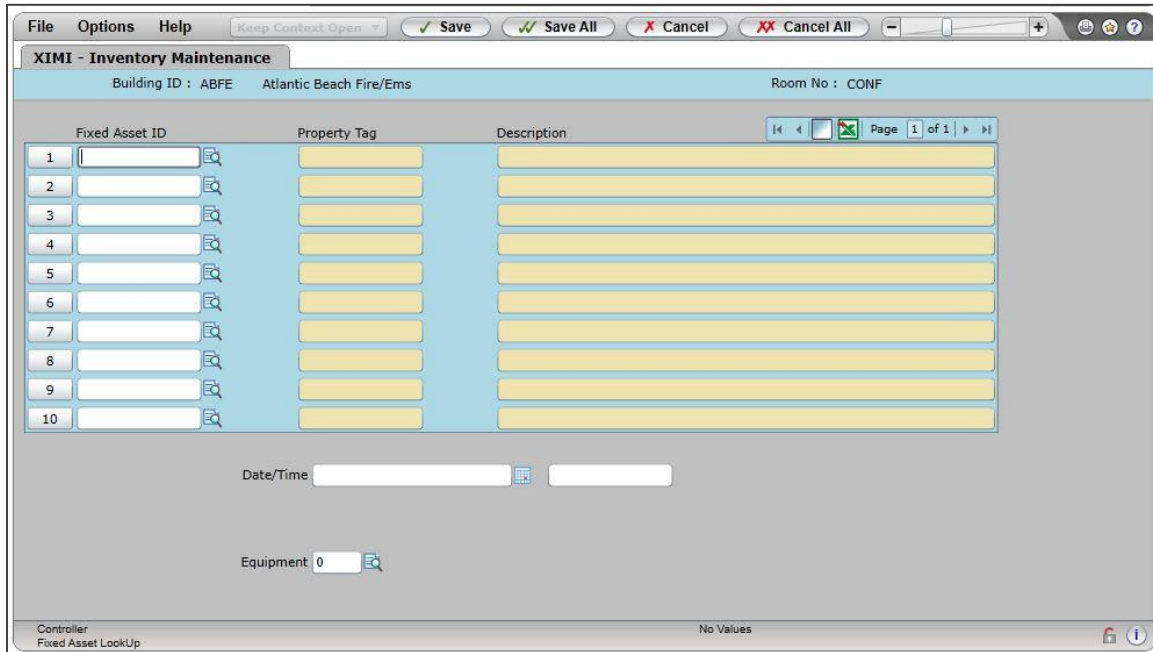 File Options Help Keep Context Open Save Save All Cancel Cancel All
XIMI - Inventory Maintenance
Building ID : ABFE Atlantic Beach Fire/Ems Room No : CONF
Fixed Asset ID Property Tag Description Page 1 of 1
1
2
3
4
5
6
7
8
9
10
Date/Time
Equipment 0
Controller No Values
Fixed Asset LookUp